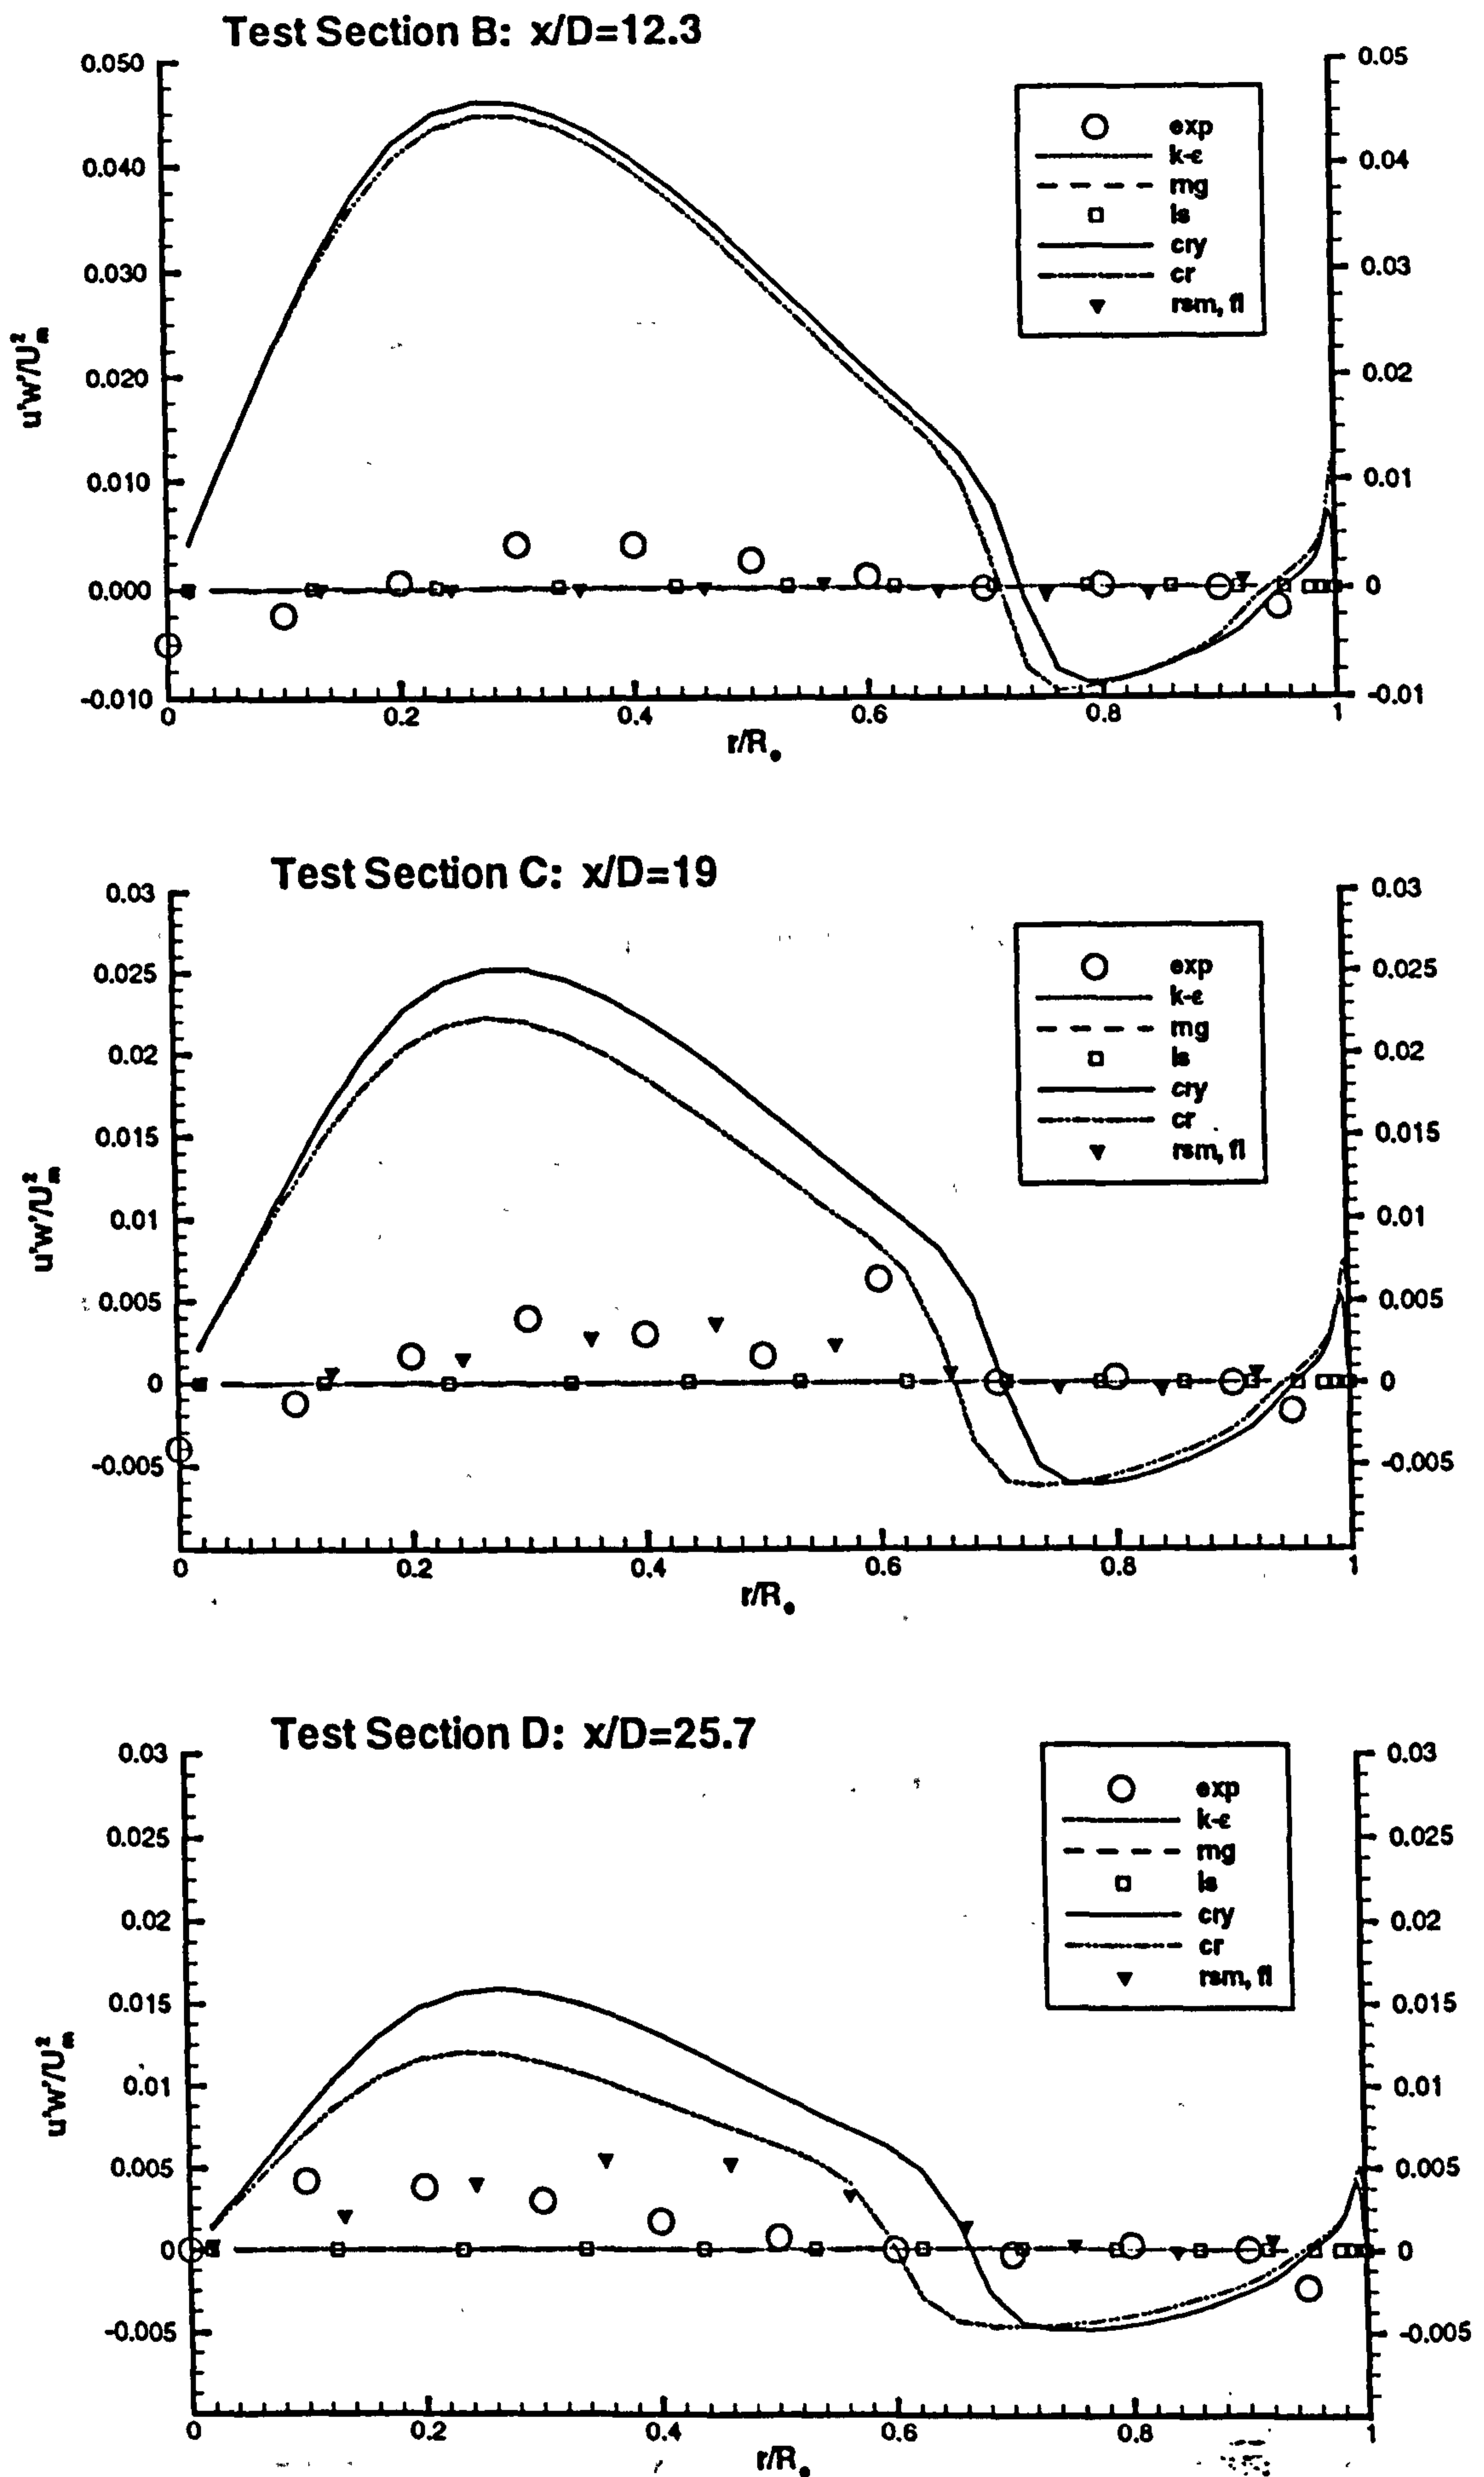 Test Section B: x/D=12.3
0.050
0.040
0.030
0.020
0.010
0.000
-0.010
u'w'/U²m
0.05
0.04
0.03
0.02
0.01
0
-0.01
exp
k-ε
rng
ls
cry
cr
rsm, fl
0
0.2
0.4
0.6
0.8
1
r/R
Test Section C: x/D=19
0.03
0.025
0.02
0.015
0.01
0.005
0
-0.005
u'w'/U²m
0.03
0.025
0.02
0.015
0.01
0.005
0
-0.005
exp
k-ε
rng
ls
cry
cr
rsm, fl
0
0.2
0.4
0.6
0.8
1
r/R
Test Section D: x/D=25.7
0.03
0.025
0.02
0.015
0.01
0.005
0
-0.005
u'w'/U²m
0.03
0.025
0.02
0.015
0.01
0.005
0
-0.005
exp
k-ε
rng
ls
cry
cr
rsm, fl
0
0.2
0.4
0.6
0.8
1
r/R